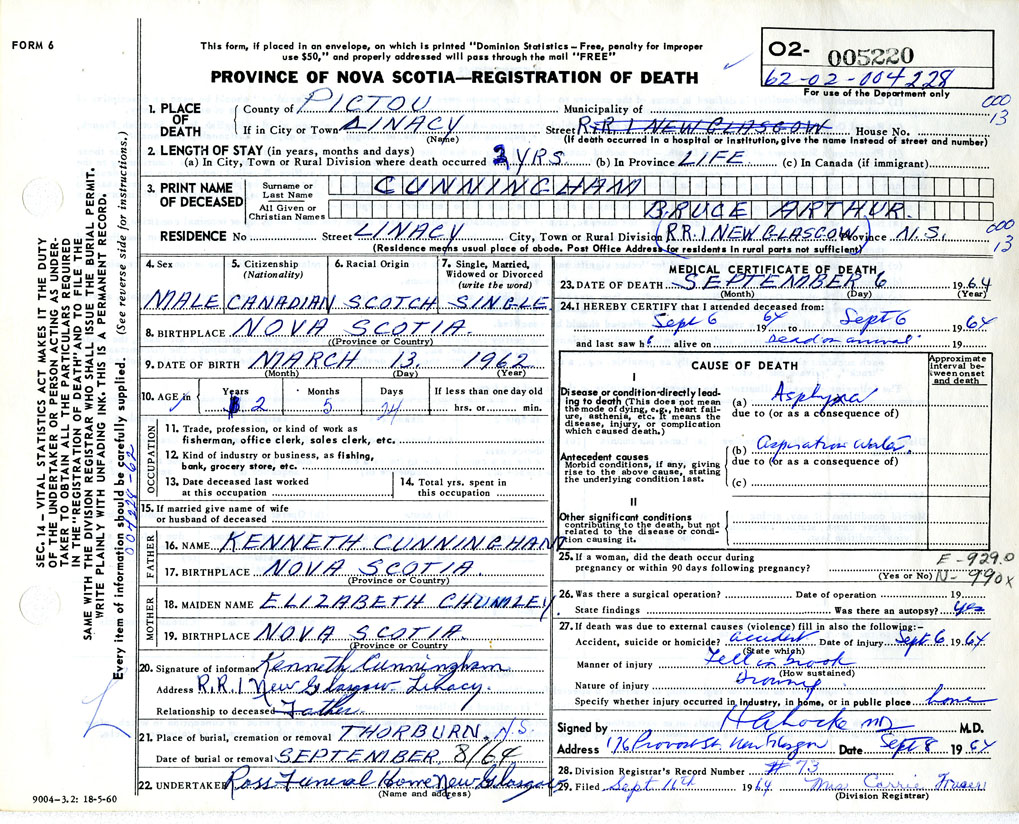 FORM 6
This form, if placed in an envelope, on which is printed "Dominion Statistics – Free, penalty for improper
use $50," and properly addressed will pass through the mail "FREE"
PROVINCE OF NOVA SCOTIA—REGISTRATION OF DEATH
O2- 005220
62-02-004228
For use of the Department only
000
13
1. PLACE OF DEATH
County of PICTOU Municipality of
If in City or Town LINACY Street R.R.1 NEW GLASGOW House No.
(Name) (If death occurred in a hospital or institution, give the name instead of street and number)
2. LENGTH OF STAY (in years, months and days)
(a) In City, Town or Rural Division where death occurred 2 YRS. (b) In Province LIFE (c) In Canada (if immigrant)
3. PRINT NAME OF DECEASED
Surname or Last Name CUNNINGHAM
All Given or Christian Names BRUCE ARTHUR.
RESIDENCE No Street LINACY City, Town or Rural Division (R.R.1 NEW GLASGOW) Province N.S.
000
13
(Residence means usual place of abode. Post Office Address for residents in rural parts not sufficient)
4. Sex MALE
5. Citizenship (Nationality) CANADIAN
6. Racial Origin SCOTCH
7. Single, Married, Widowed or Divorced (write the word) SINGLE
8. BIRTHPLACE NOVA SCOTIA.
(Province or Country)
9. DATE OF BIRTH MARCH 13. 1962
(Month) (Day) (Year)
10. AGE in Years 2 Months 5 Days 24 If less than one day old hrs. or min.
OCCUPATION
11. Trade, profession, or kind of work as
fisherman, office clerk, sales clerk, etc.
12. Kind of industry or business, as fishing,
bank, grocery store, etc.
13. Date deceased last worked
at this occupation
14. Total yrs. spent in
this occupation
15. If married give name of wife
or husband of deceased
FATHER
16. NAME KENNETH CUNNINGHAM
17. BIRTHPLACE NOVA SCOTIA.
(Province or Country)
MOTHER
18. MAIDEN NAME ELIZABETH CHUMLEY.
19. BIRTHPLACE NOVA SCOTIA.
(Province or Country)
20. Signature of informant Kenneth Cunningham
Address R.R.1 New Glasgow Linacy.
Relationship to deceased Father
21. Place of burial, cremation or removal THORBURN. N.S.
Date of burial or removal SEPTEMBER. 8/64
22. UNDERTAKER Ross Funeral Home New Glasgow
(Name and address)
9004-3.2: 18-5-60
MEDICAL CERTIFICATE OF DEATH
23. DATE OF DEATH SEPTEMBER 6 1964
(Month) (Day) (Year)
24. I HEREBY CERTIFY that I attended deceased from:
Sept 6 1964 to Sept 6 1964
and last saw h alive on Dead on arrival 19
CAUSE OF DEATH
Approximate Interval between onset and death
I
Disease or condition directly leading to death (This does not mean the mode of dying, e.g., heart failure, asthenia, etc. It means the disease, injury, or complication which caused death.)
(a) Asphyxia
due to (or as a consequence of)
Antecedent causes
Morbid conditions, if any, giving rise to the above cause, stating the underlying condition last.
(b) Aspiration Water.
due to (or as a consequence of)
(c)
II
Other significant conditions
contributing to the death, but not related to the disease or condition causing it.
25. If a woman, did the death occur during
pregnancy or within 90 days following pregnancy?
(Yes or No)
E-929.0
N-990x
26. Was there a surgical operation? Date of operation 19
State findings Was there an autopsy? yes
27. If death was due to external causes (violence) fill in also the following:–
Accident, suicide or homicide? accident Date of injury Sept 6 1964
(State which)
Manner of injury Fell in brook
(How sustained)
Nature of injury
Specify whether injury occurred in industry, in home, or in public place home
Signed by M.D.
Address 176 Provost St New Glasgow Date Sept 8 1964
28. Division Registrar's Record Number #73
29. Filed Sept 16th 1964 Mrs. Carrie Fraser
(Division Registrar)
SEC. 14 – VITAL STATISTICS ACT MAKES IT THE DUTY
OF THE UNDERTAKER OR PERSON ACTING AS UNDER-
TAKER TO OBTAIN ALL THE PARTICULARS REQUIRED
IN THE "REGISTRATION OF DEATH" AND TO FILE THE
SAME WITH THE DIVISION REGISTRAR WHO SHALL ISSUE THE BURIAL PERMIT.
WRITE PLAINLY WITH UNFADING INK. THIS IS A PERMANENT RECORD.
Every item of information should be carefully supplied. (See reverse side for instructions.)
004228-62